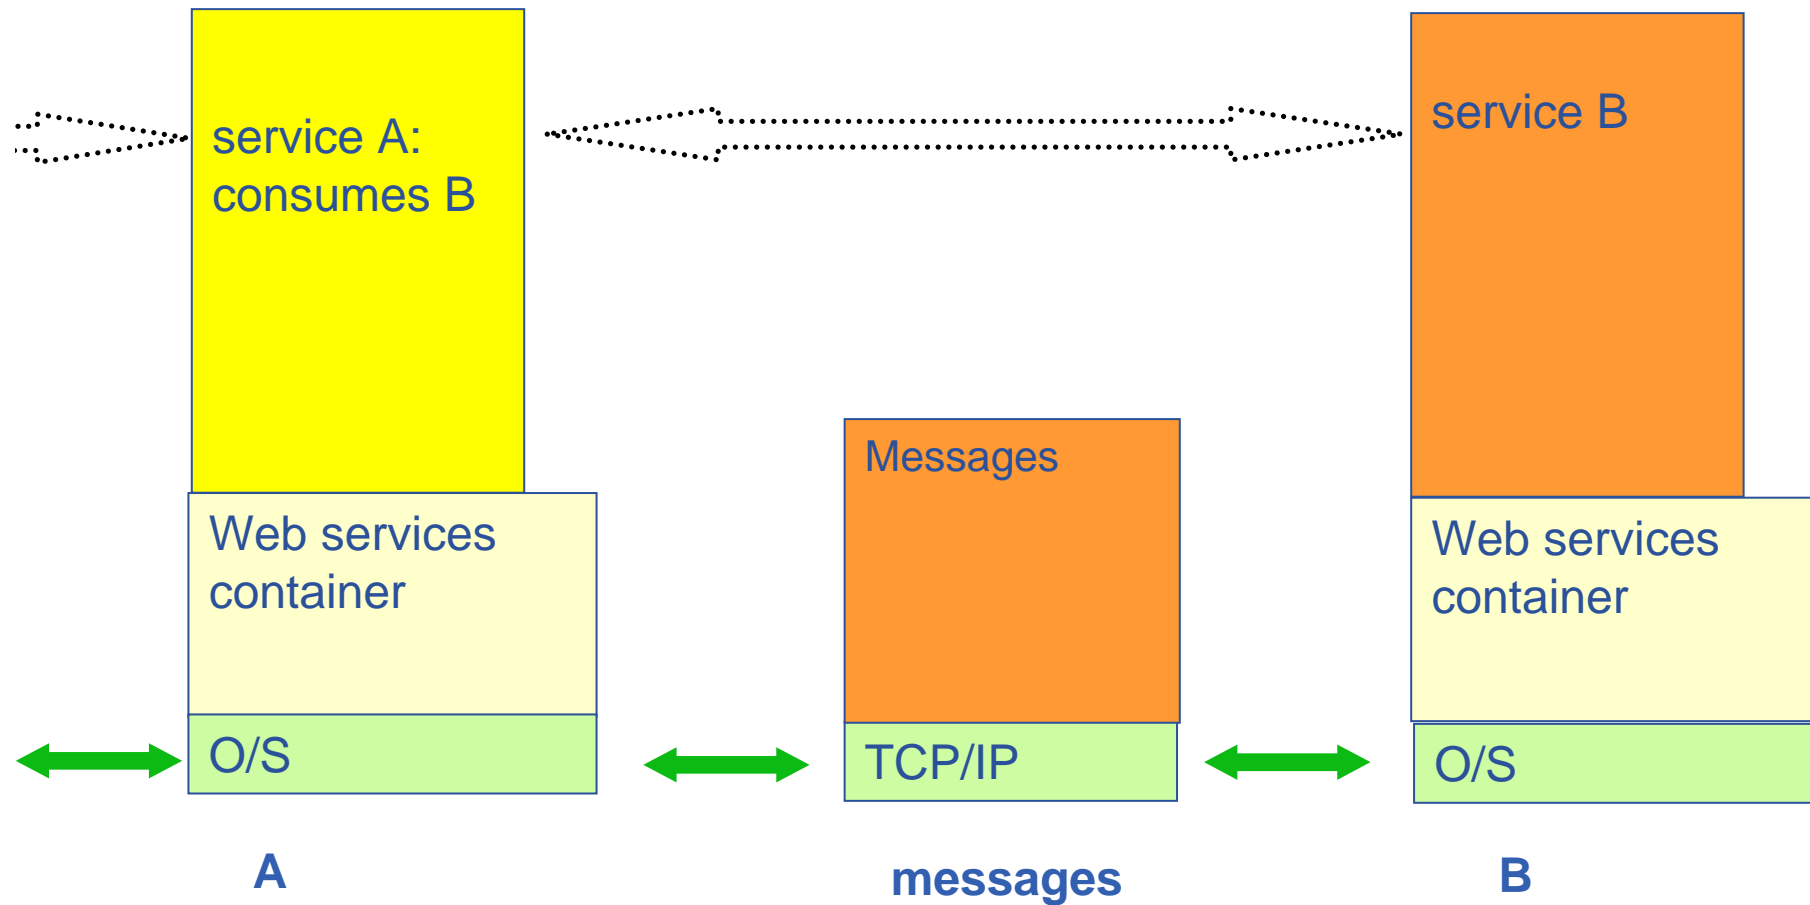 service A:
consumes B
service B
Messages
Web services
container
Web services
container
O/S
TCP/IP
O/S
A
messages
B